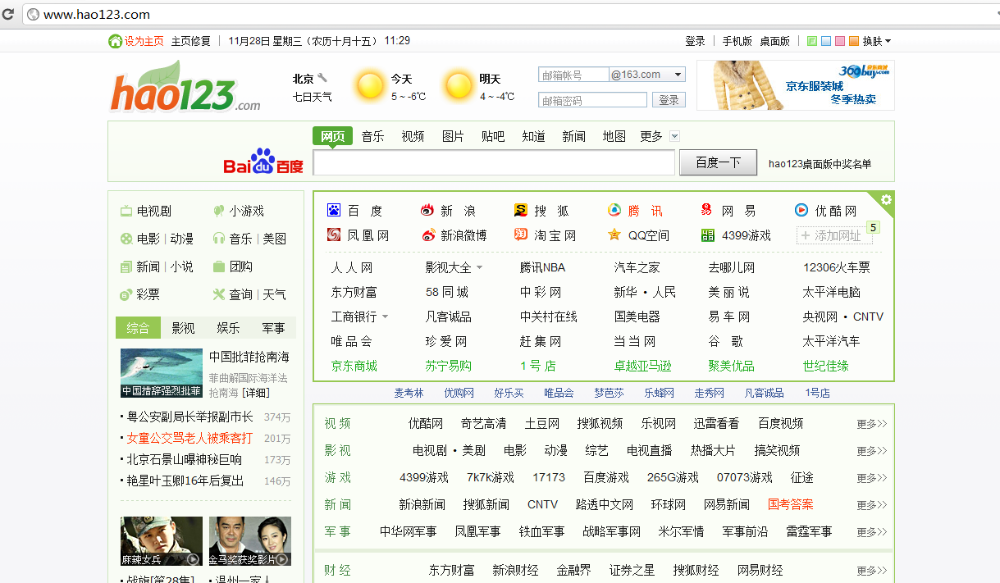 www.hao123.com
设为主页 主页修复 11月28日 星期三（农历十月十五） 11:29 登录 手机版 桌面版 换肤
hao123.com
北京 今天 明天
七日天气 5 ~ -6℃ 4 ~ -4℃
邮箱帐号 @163.com
邮箱密码 登录
360buy.com 京东商城
京东服装城
冬季热卖
网页 音乐 视频 图片 贴吧 知道 新闻 地图 更多
Bai du 百度 百度一下 hao123桌面版中奖名单
电视剧 小游戏
电影 | 动漫 音乐 | 美图
新闻 | 小说 团购
彩票 查询 | 天气
综合 影视 娱乐 军事
中国批菲抢南海
菲曲解国际海洋法
抢南海 [详细]
中国措辞强烈批菲
粤公安副局长举报副市长 374万
女童公交骂老人被乘客打 201万
北京石景山曝神秘巨响 173万
艳星叶玉卿16年后复出 146万
麻辣女兵 金马奖获奖影片
战旗[第28集] 温州一家人
百 度 新 浪 搜 狐 腾 讯 网 易 优 酷 网
凤 凰 网 新浪微博 淘 宝 网 QQ空间 4399游戏 + 添加网址 5
人 人 网 影视大全 腾讯NBA 汽车之家 去哪儿网 12306火车票
东方财富 58 同 城 中 彩 网 新华 • 人民 美 丽 说 太平洋电脑
工商银行 凡客诚品 中关村在线 国美电器 易 车 网 央视网 • CNTV
唯 品 会 珍 爱 网 赶 集 网 当 当 网 谷 歌 太平洋汽车
京东商城 苏宁易购 1 号 店 卓越亚马逊 聚美优品 世纪佳缘
麦考林 优购网 好乐买 唯品会 梦芭莎 乐蜂网 走秀网 凡客诚品 1号店
视 频 优酷网 奇艺高清 土豆网 搜狐视频 乐视网 迅雷看看 百度视频 更多>>
影 视 电视剧 • 美剧 电影 动漫 综艺 电视直播 热播大片 搞笑视频 更多>>
游 戏 4399游戏 7k7k游戏 17173 百度游戏 265G游戏 07073游戏 征途 更多>>
新 闻 新浪新闻 搜狐新闻 CNTV 路透中文网 环球网 网易新闻 国考答案 更多>>
军 事 中华网军事 凤凰军事 铁血军事 战略军事网 米尔军情 军事前沿 雷霆军事 更多>>
财 经 东方财富 新浪财经 金融界 证券之星 搜狐财经 网易财经 更多>>